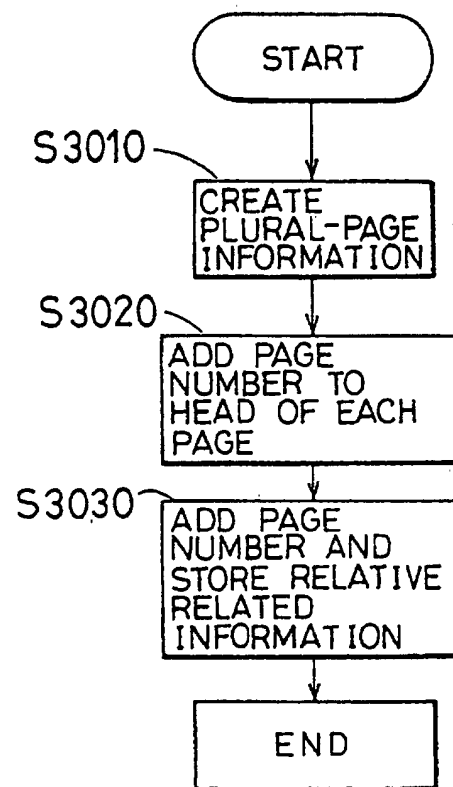 START
S3010
CREATE
PLURAL-PAGE
INFORMATION
S3020
ADD PAGE
NUMBER TO
HEAD OF EACH
PAGE
S3030
ADD PAGE
NUMBER AND
STORE RELATIVE
RELATED
INFORMATION
END